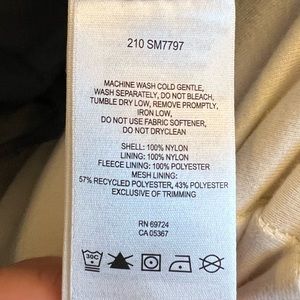 210 SM7797
MACHINE WASH COLD GENTLE,
WASH SEPARATELY, DO NOT BLEACH,
TUMBLE DRY LOW, REMOVE PROMPTLY,
IRON LOW,
DO NOT USE FABRIC SOFTENER,
DO NOT DRYCLEAN
SHELL: 100% NYLON
LINING: 100% NYLON
FLEECE LINING: 100% POLYESTER
MESH LINING:
57% RECYCLED POLYESTER, 43% POLYESTER
EXCLUSIVE OF TRIMMING
RN 69724
CA 05367
30C